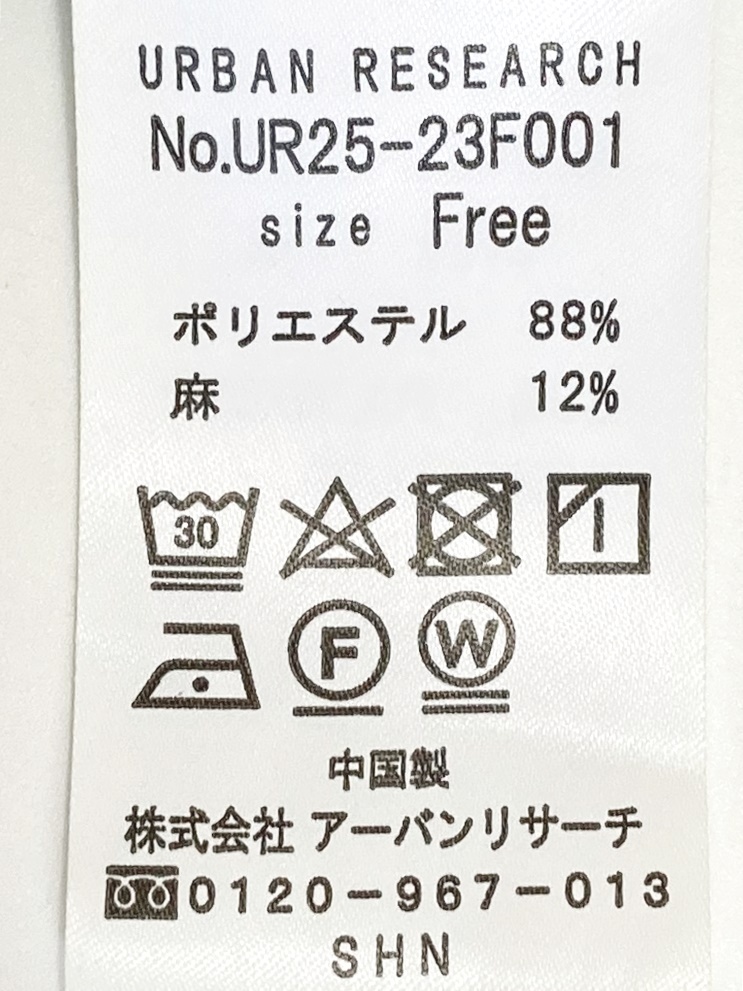 URBAN RESEARCH
No.UR25-23F001
size Free
ポリエステル 88%
麻 12%
30
F W
中国製
株式会社 アーバンリサーチ
0120-967-013
SHN